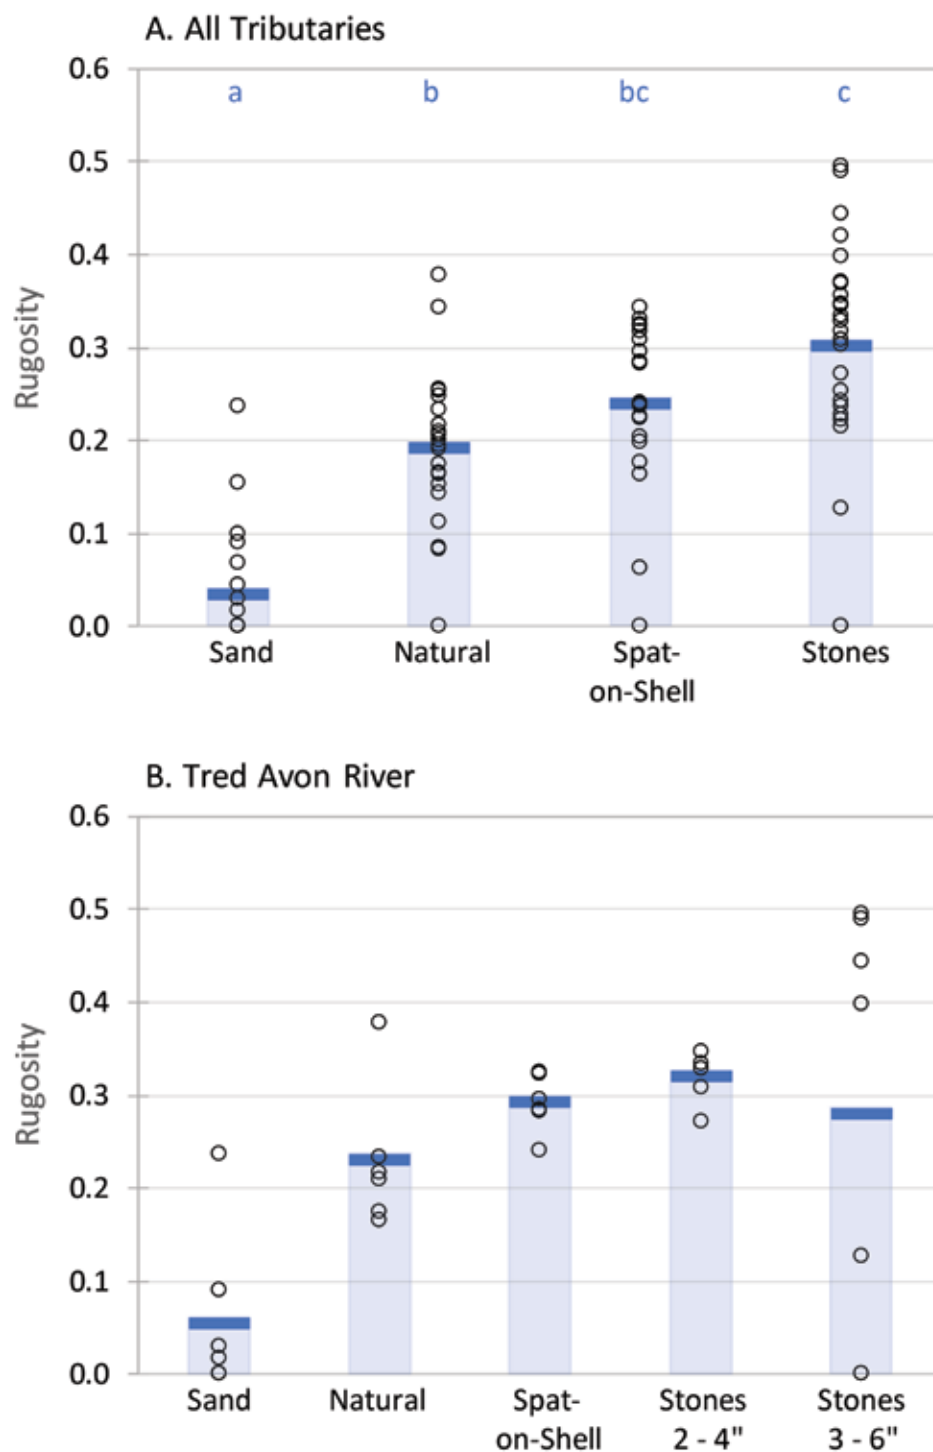 A. All Tributaries
0.6
a b bc c
0.5
0.4
0.3
0.2
0.1
0.0
Rugosity
Sand Natural Spat- Stones
on-Shell
B. Tred Avon River
0.6
0.5
0.4
0.3
0.2
0.1
0.0
Rugosity
Sand Natural Spat- Stones Stones
on-Shell 2 - 4" 3 - 6"